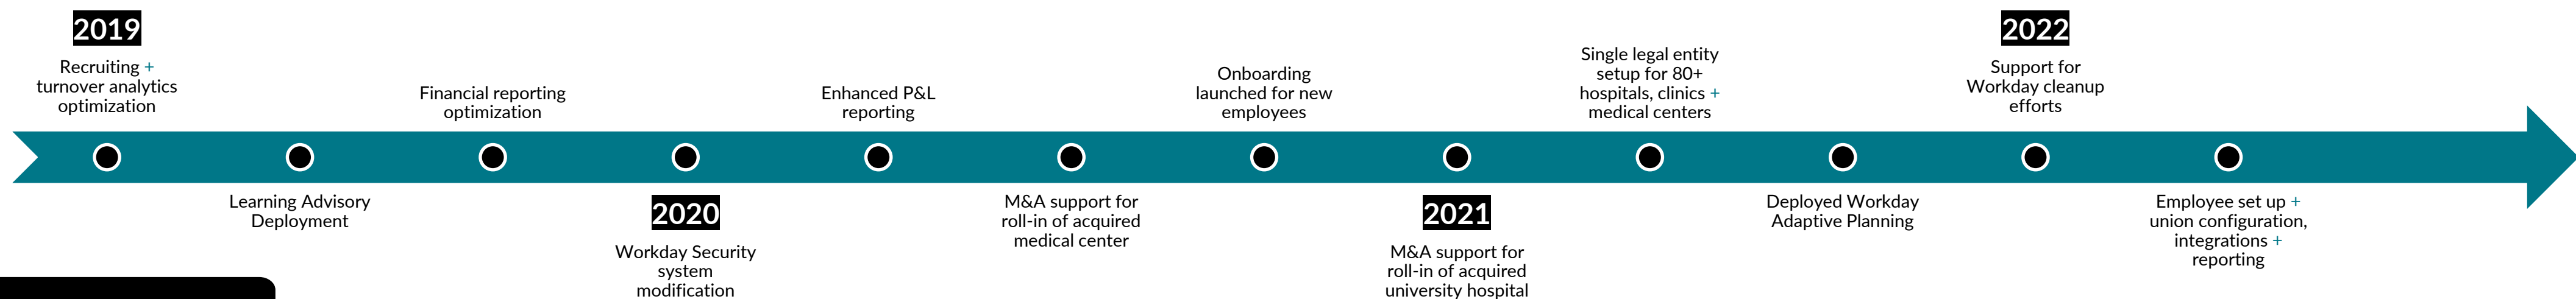 2019
Recruiting +
turnover analytics
optimization
Learning Advisory
Deployment
Financial reporting
optimization
2020
Workday Security
system
modification
Enhanced P&L
reporting
M&A support for
roll-in of acquired
medical center
Onboarding
launched for new
employees
2021
M&A support for
roll-in of acquired
university hospital
Single legal entity
setup for 80+
hospitals, clinics +
medical centers
Deployed Workday
Adaptive Planning
2022
Support for
Workday cleanup
efforts
Employee set up +
union configuration,
integrations +
reporting